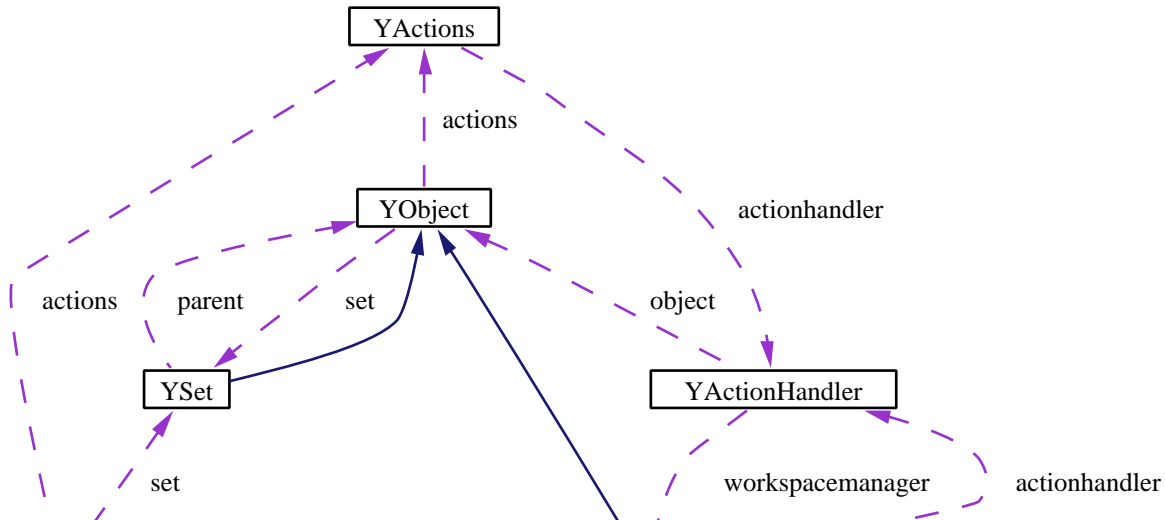 YActions
actions
YObject
actionhandler
actions
parent
set
object
YSet
YActionHandler
set
workspacemanager
actionhandler